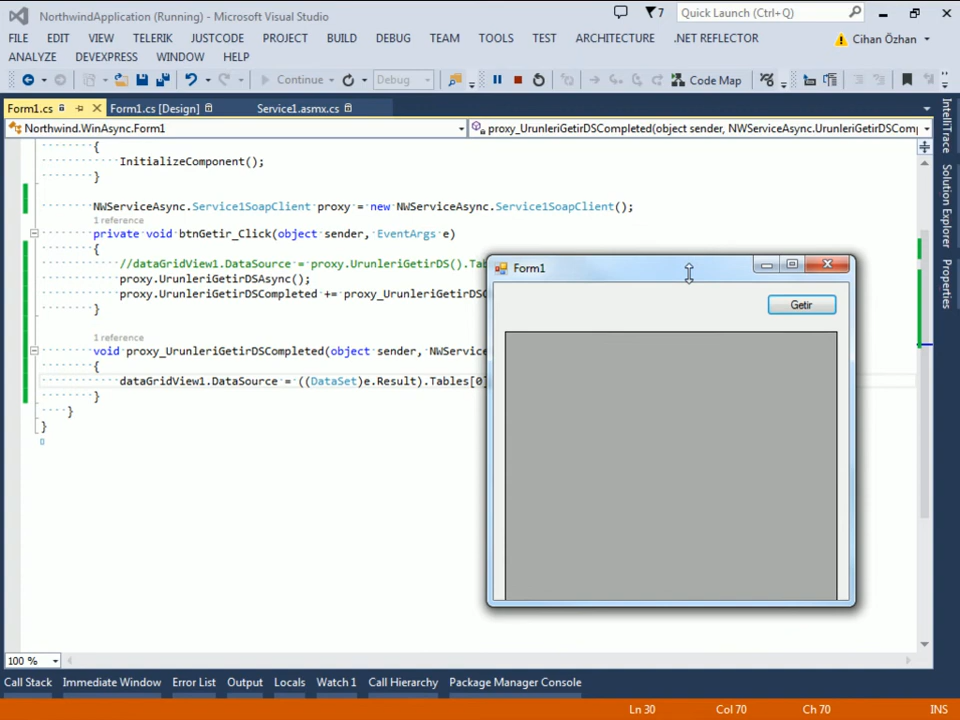 NorthwindApplication (Running) - Microsoft Visual Studio
7
Quick Launch (Ctrl+Q)
FILE EDIT VIEW TELERIK JUSTCODE PROJECT BUILD DEBUG TEAM TOOLS TEST ARCHITECTURE .NET REFLECTOR
Cihan Özhan
ANALYZE DEVEXPRESS WINDOW HELP
Continue Debug Code Map
Form1.cs Form1.cs [Design] Service1.asmx.cs
Northwind.WinAsync.Form1 proxy_UrunleriGetirDSCompleted(object sender, NWServiceAsync.UrunleriGetirDSComp
{
InitializeComponent();
}
NWServiceAsync.Service1SoapClient proxy = new NWServiceAsync.Service1SoapClient();
1 reference
private void btnGetir_Click(object sender, EventArgs e)
{
//dataGridView1.DataSource = proxy.UrunleriGetirDS().Tab
proxy.UrunleriGetirDSAsync();
proxy.UrunleriGetirDSCompleted += proxy_UrunleriGetirDSC
}
1 reference
void proxy_UrunleriGetirDSCompleted(object sender, NWService
{
dataGridView1.DataSource = ((DataSet)e.Result).Tables[0]
}
}
}
Form1
Getir
IntelliTrace
Solution Explorer
Properties
100 %
Call Stack Immediate Window Error List Output Locals Watch 1 Call Hierarchy Package Manager Console
Ln 30 Col 70 Ch 70 INS